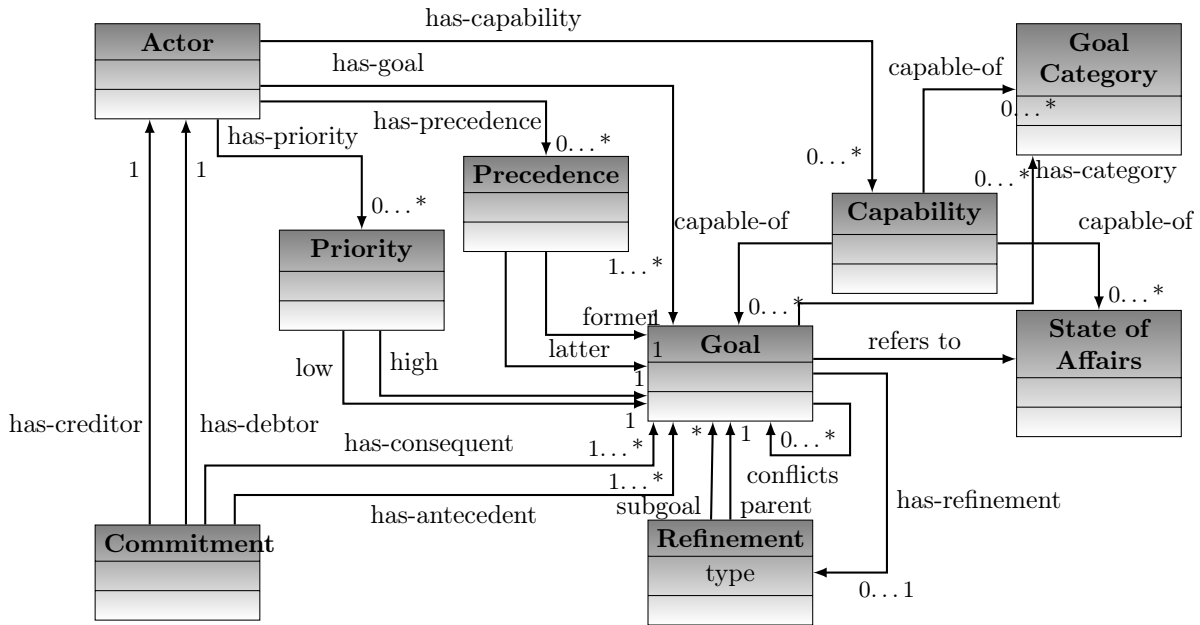 has-capability
Actor
Goal
Category
has-goal
capable-of
0...*
has-precedence
has-priority
0...*
1
1
0...*
has-category
0...*
Precedence
0...*
Capability
capable-of
capable-of
Priority
1...*
0...*
0...*
former
1
State of
Affairs
latter
1
Goal
refers to
low
high
1
1
has-creditor
has-debtor
has-consequent
1...*
*
1
0...*
conflicts
1...*
has-antecedent
subgoal
parent
has-refinement
Commitment
Refinement
type
0...1